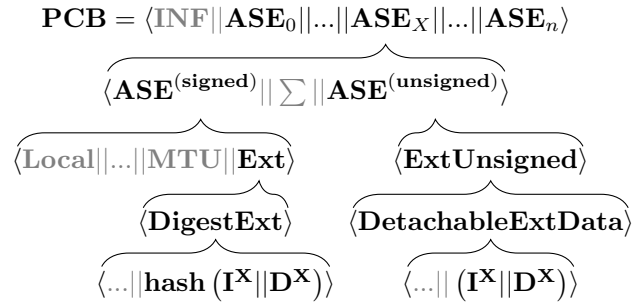 PCB = ⟨INF||ASE₀||...||ASE_X||...||ASE_n⟩
⟨ASE^(signed)|| ∑ ||ASE^(unsigned)⟩
⟨Local||...||MTU||Ext⟩ ⟨ExtUnsigned⟩
⟨DigestExt⟩ ⟨DetachableExtData⟩
⟨...||hash (I^X||D^X)⟩ ⟨...|| (I^X||D^X)⟩